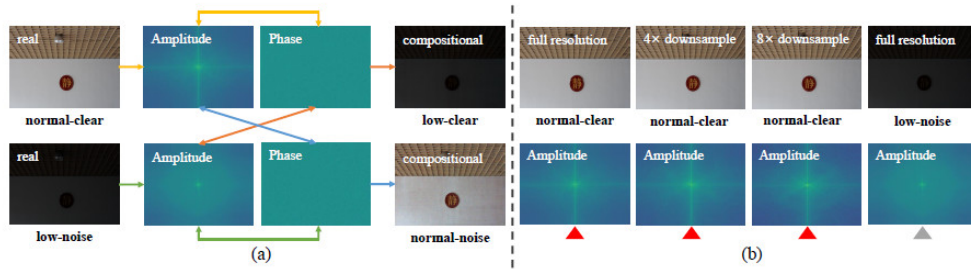 real
Amplitude
Phase
compositional
normal-clear
low-clear
real
Amplitude
Phase
compositional
low-noise
normal-noise
(a)
full resolution
4× downsample
8× downsample
full resolution
normal-clear
normal-clear
normal-clear
low-noise
Amplitude
Amplitude
Amplitude
Amplitude
(b)